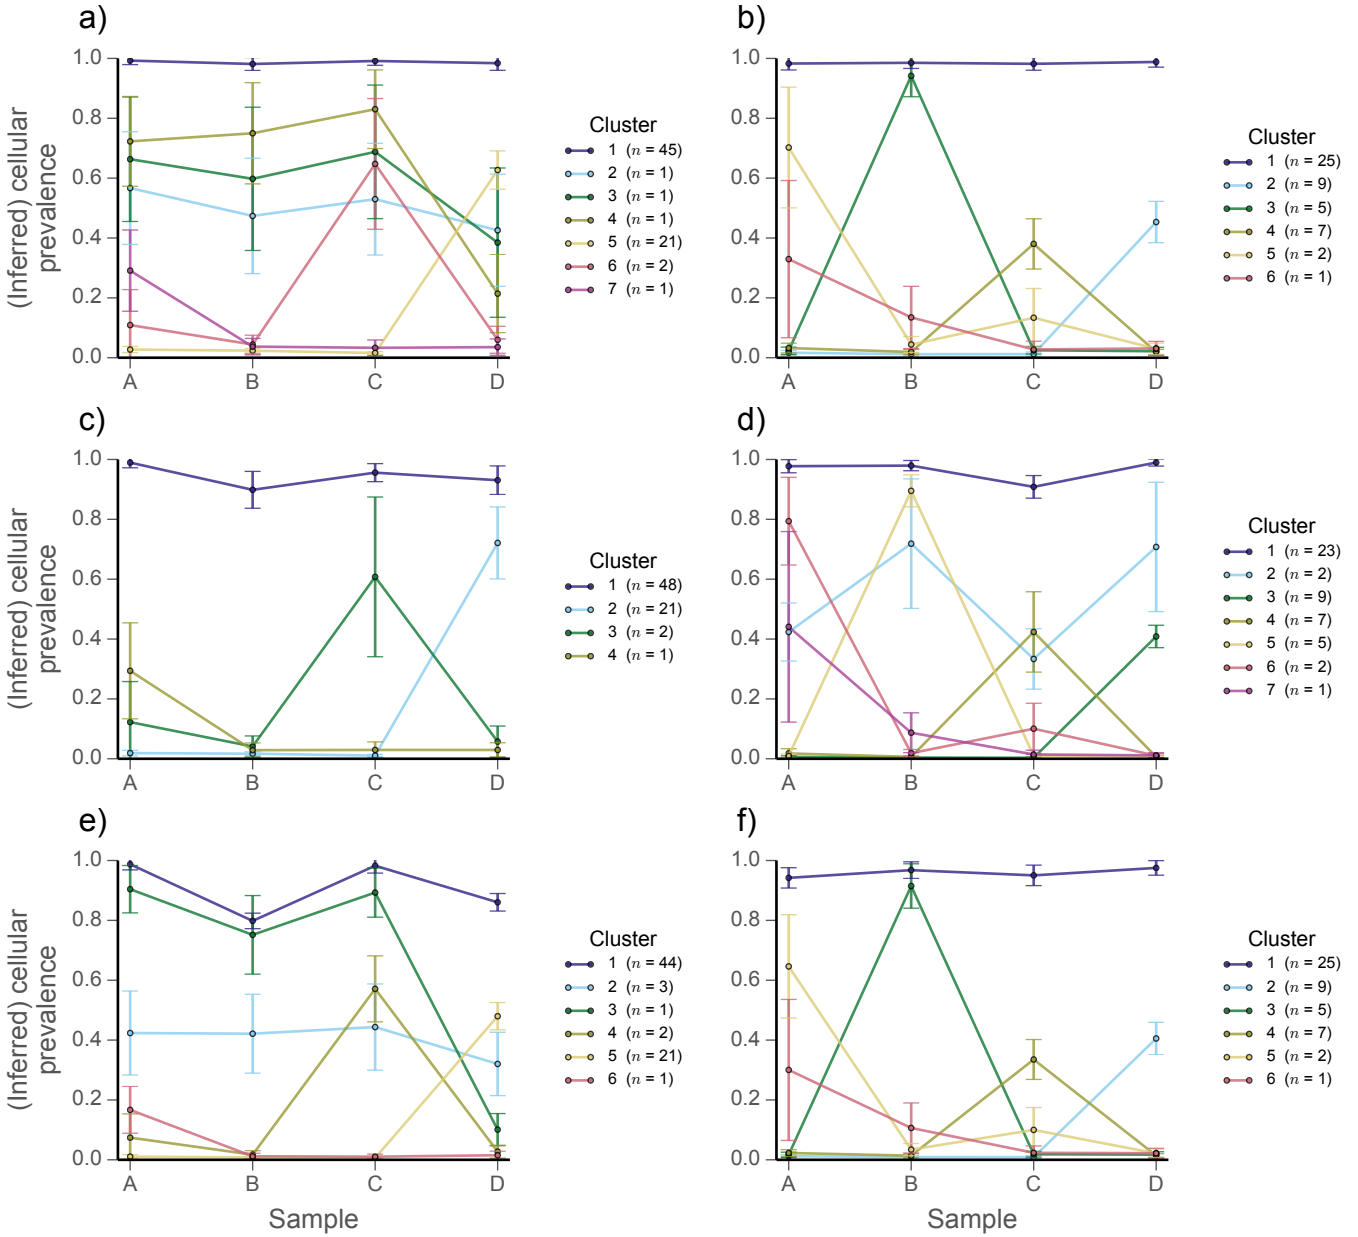 a)
(Inferred) cellular
prevalence
1.0
0.8
0.6
0.4
0.2
0.0
A B C D
Cluster
1 (n = 45)
2 (n = 1)
3 (n = 1)
4 (n = 1)
5 (n = 21)
6 (n = 2)
7 (n = 1)
b)
1.0
0.8
0.6
0.4
0.2
0.0
A B C D
Cluster
1 (n = 25)
2 (n = 9)
3 (n = 5)
4 (n = 7)
5 (n = 2)
6 (n = 1)
c)
(Inferred) cellular
prevalence
1.0
0.8
0.6
0.4
0.2
0.0
A B C D
Cluster
1 (n = 48)
2 (n = 21)
3 (n = 2)
4 (n = 1)
d)
1.0
0.8
0.6
0.4
0.2
0.0
A B C D
Cluster
1 (n = 23)
2 (n = 2)
3 (n = 9)
4 (n = 7)
5 (n = 5)
6 (n = 2)
7 (n = 1)
e)
(Inferred) cellular
prevalence
1.0
0.8
0.6
0.4
0.2
0.0
A B C D
Sample
Cluster
1 (n = 44)
2 (n = 3)
3 (n = 1)
4 (n = 2)
5 (n = 21)
6 (n = 1)
f)
1.0
0.8
0.6
0.4
0.2
0.0
A B C D
Sample
Cluster
1 (n = 25)
2 (n = 9)
3 (n = 5)
4 (n = 7)
5 (n = 2)
6 (n = 1)